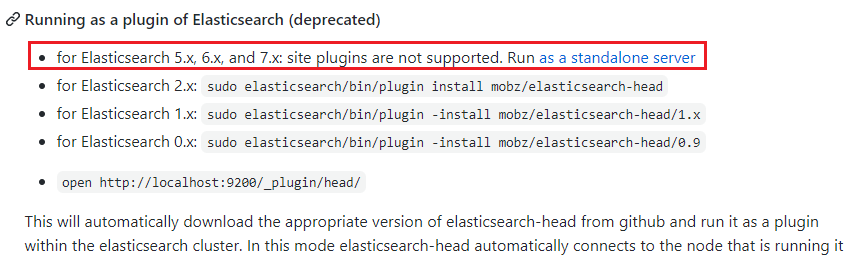 Running as a plugin of Elasticsearch (deprecated)
for Elasticsearch 5.x, 6.x, and 7.x: site plugins are not supported. Run as a standalone server
for Elasticsearch 2.x: sudo elasticsearch/bin/plugin install mobz/elasticsearch-head
for Elasticsearch 1.x: sudo elasticsearch/bin/plugin -install mobz/elasticsearch-head/1.x
for Elasticsearch 0.x: sudo elasticsearch/bin/plugin -install mobz/elasticsearch-head/0.9
open http://localhost:9200/_plugin/head/
This will automatically download the appropriate version of elasticsearch-head from github and run it as a plugin
within the elasticsearch cluster. In this mode elasticsearch-head automatically connects to the node that is running it